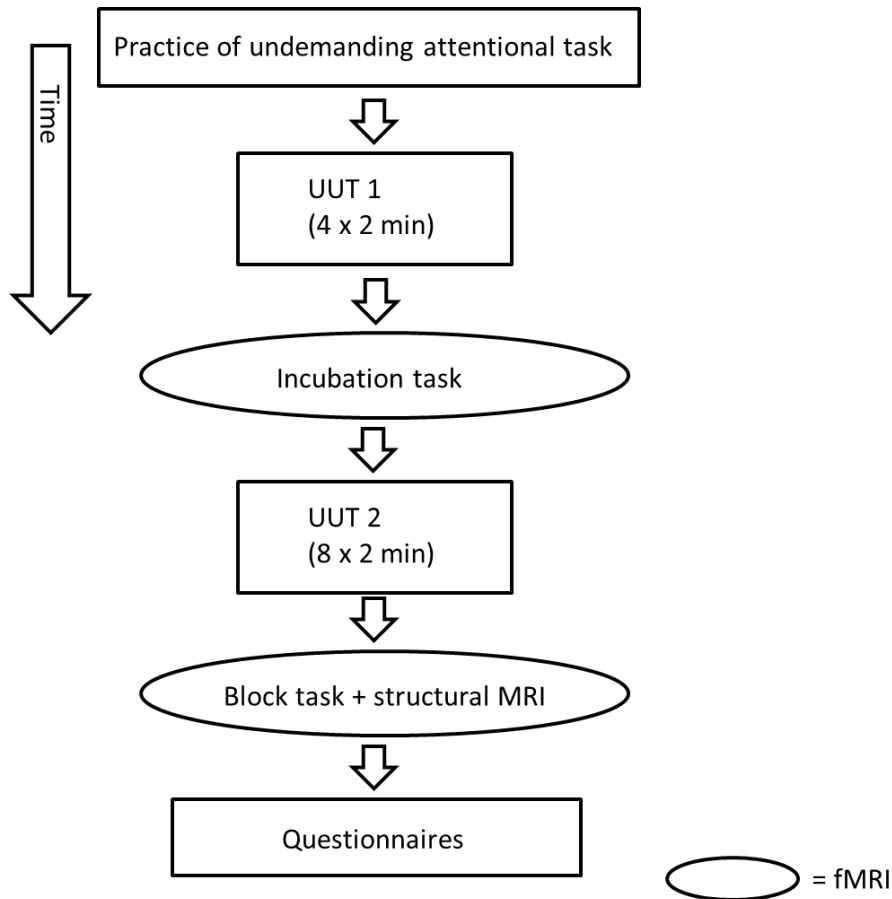 Practice of undemanding attentional task
Time
UUT 1
(4 x 2 min)
Incubation task
UUT 2
(8 x 2 min)
Block task + structural MRI
Questionnaires
= fMRI